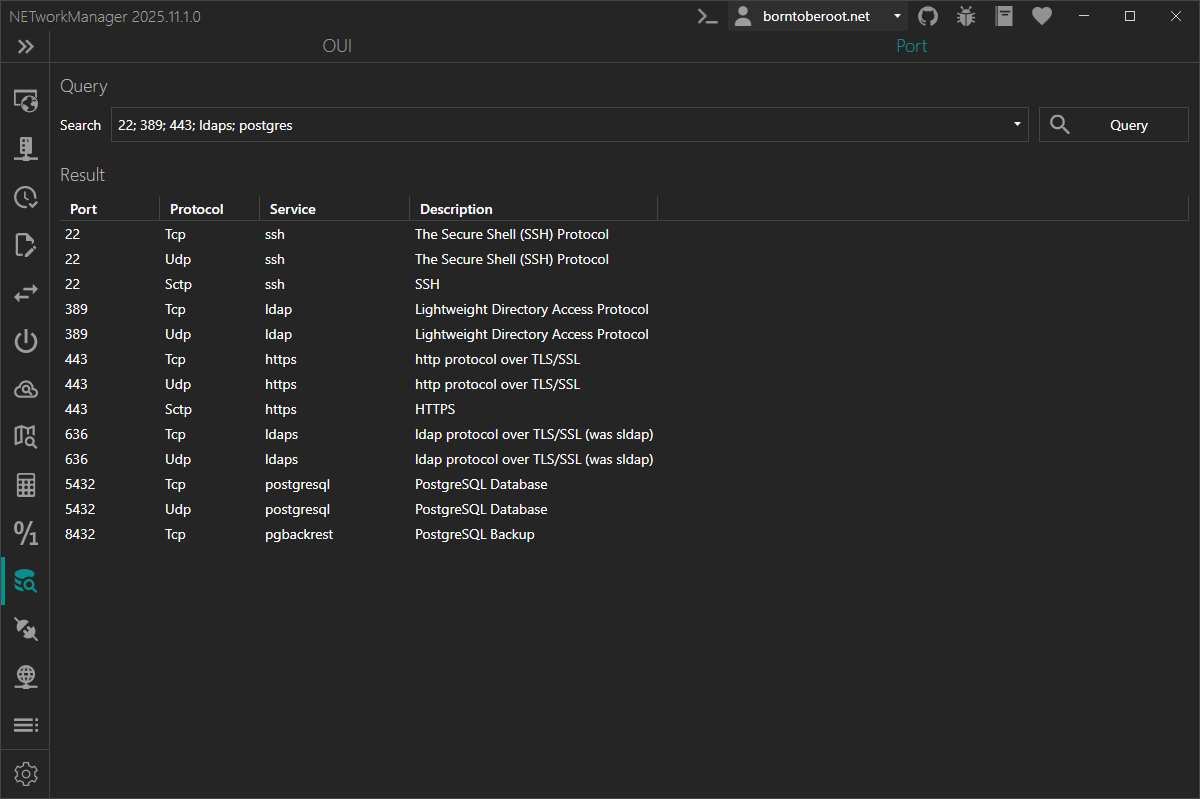 NETworkManager 2025.11.1.0 borntoberoot.net
OUI Port
Query
Search 22; 389; 443; ldaps; postgres Query
Result
Port Protocol Service Description
22 Tcp ssh The Secure Shell (SSH) Protocol
22 Udp ssh The Secure Shell (SSH) Protocol
22 Sctp ssh SSH
389 Tcp ldap Lightweight Directory Access Protocol
389 Udp ldap Lightweight Directory Access Protocol
443 Tcp https http protocol over TLS/SSL
443 Udp https http protocol over TLS/SSL
443 Sctp https HTTPS
636 Tcp ldaps ldap protocol over TLS/SSL (was sldap)
636 Udp ldaps ldap protocol over TLS/SSL (was sldap)
5432 Tcp postgresql PostgreSQL Database
5432 Udp postgresql PostgreSQL Database
8432 Tcp pgbackrest PostgreSQL Backup